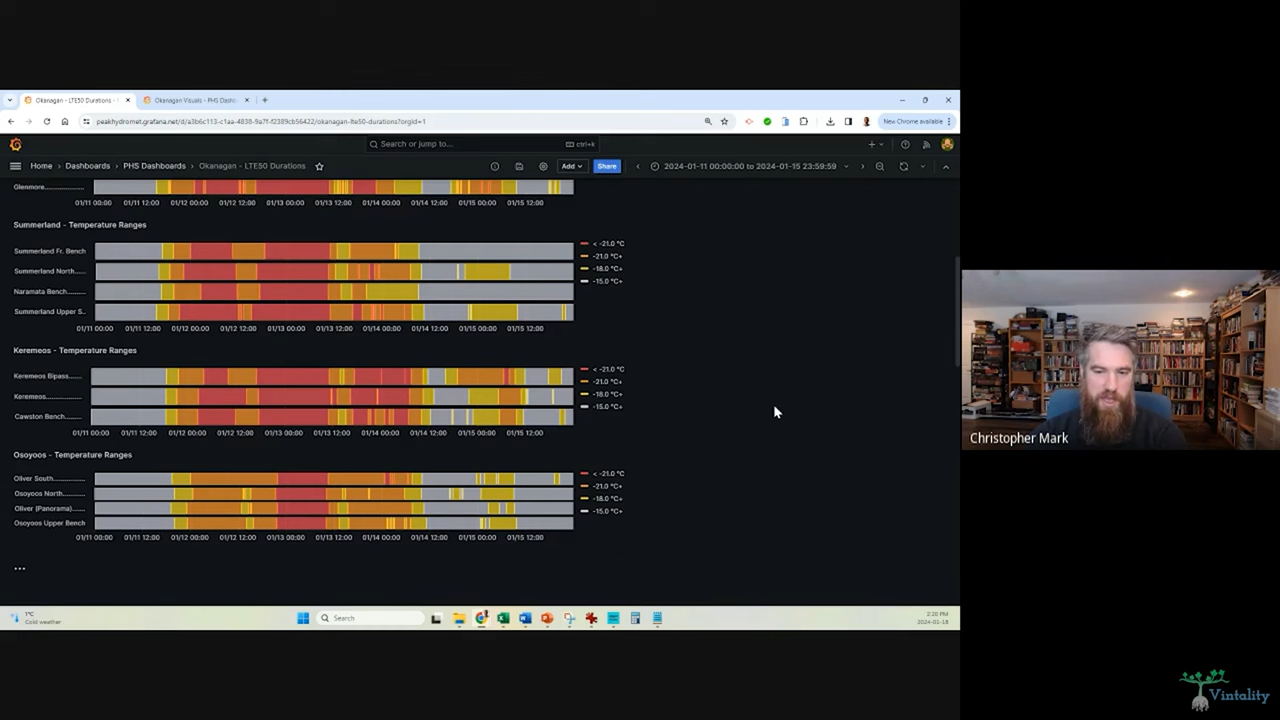 Okanagan - LTE50 Durations -
Okanagan Visuals - PHS Dashb
peakhydromet.grafana.net/d/a3b6c113-c1aa-4838-9a7f-f2389cb56422/okanagan-lte50-durations?orgId=1
New Chrome available
Search or jump to...
ctrl+k
Home > Dashboards > PHS Dashboards > Okanagan - LTE50 Durations
Add
Share
2024-01-11 00:00:00 to 2024-01-15 23:59:59
Glenmore....................
01/11 00:00 01/11 12:00 01/12 00:00 01/12 12:00 01/13 00:00 01/13 12:00 01/14 00:00 01/14 12:00 01/15 00:00 01/15 12:00
Summerland - Temperature Ranges
Summerland Fr. Bench
Summerland North.....
Naramata Bench.....
Summerland Upper S..
< -21.0 °C
-21.0 °C+
-18.0 °C+
-15.0 °C+
01/11 00:00 01/11 12:00 01/12 00:00 01/12 12:00 01/13 00:00 01/13 12:00 01/14 00:00 01/14 12:00 01/15 00:00 01/15 12:00
Keremeos - Temperature Ranges
Keremeos Bipass.......
Keremeos..................
Cawston Bench.......
< -21.0 °C
-21.0 °C+
-18.0 °C+
-15.0 °C+
01/11 00:00 01/11 12:00 01/12 00:00 01/12 12:00 01/13 00:00 01/13 12:00 01/14 00:00 01/14 12:00 01/15 00:00 01/15 12:00
Osoyoos - Temperature Ranges
Oliver South..............
Osoyoos North.........
Oliver (Panorama)......
Osoyoos Upper Bench
< -21.0 °C
-21.0 °C+
-18.0 °C+
-15.0 °C+
01/11 00:00 01/11 12:00 01/12 00:00 01/12 12:00 01/13 00:00 01/13 12:00 01/14 00:00 01/14 12:00 01/15 00:00 01/15 12:00
...
1°C
Cold weather
Search
2:20 PM
2024-01-18
Christopher Mark
Vintality